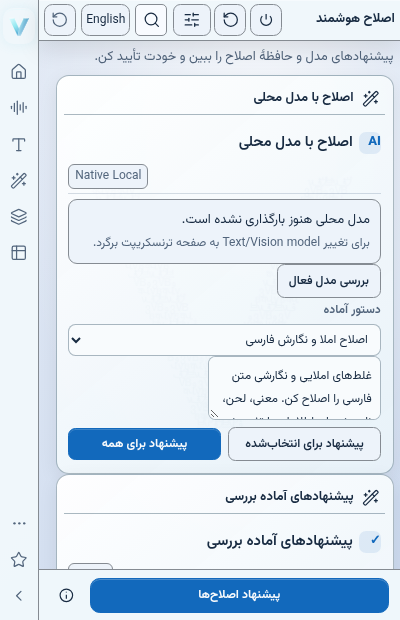 اصلاح هوشمند
English
پیشنهادهای مدل و حافظهٔ اصلاح را ببین و خودت تأیید کن.
اصلاح با مدل محلی
AI
اصلاح با مدل محلی
Native Local
مدل محلی هنوز بارگذاری نشده است.
برای تغییر Text/Vision model به صفحه ترنسکریپت برگرد.
بررسی مدل فعال
دستور آماده
اصلاح املا و نگارش فارسی
غلط‌های املایی و نگارشی متن
فارسی را اصلاح کن. معنی، لحن،
پیشنهاد برای انتخاب‌شده
پیشنهاد برای همه
پیشنهادهای آماده بررسی
✓
پیشنهادهای آماده بررسی
پیشنهاد اصلاح‌ها